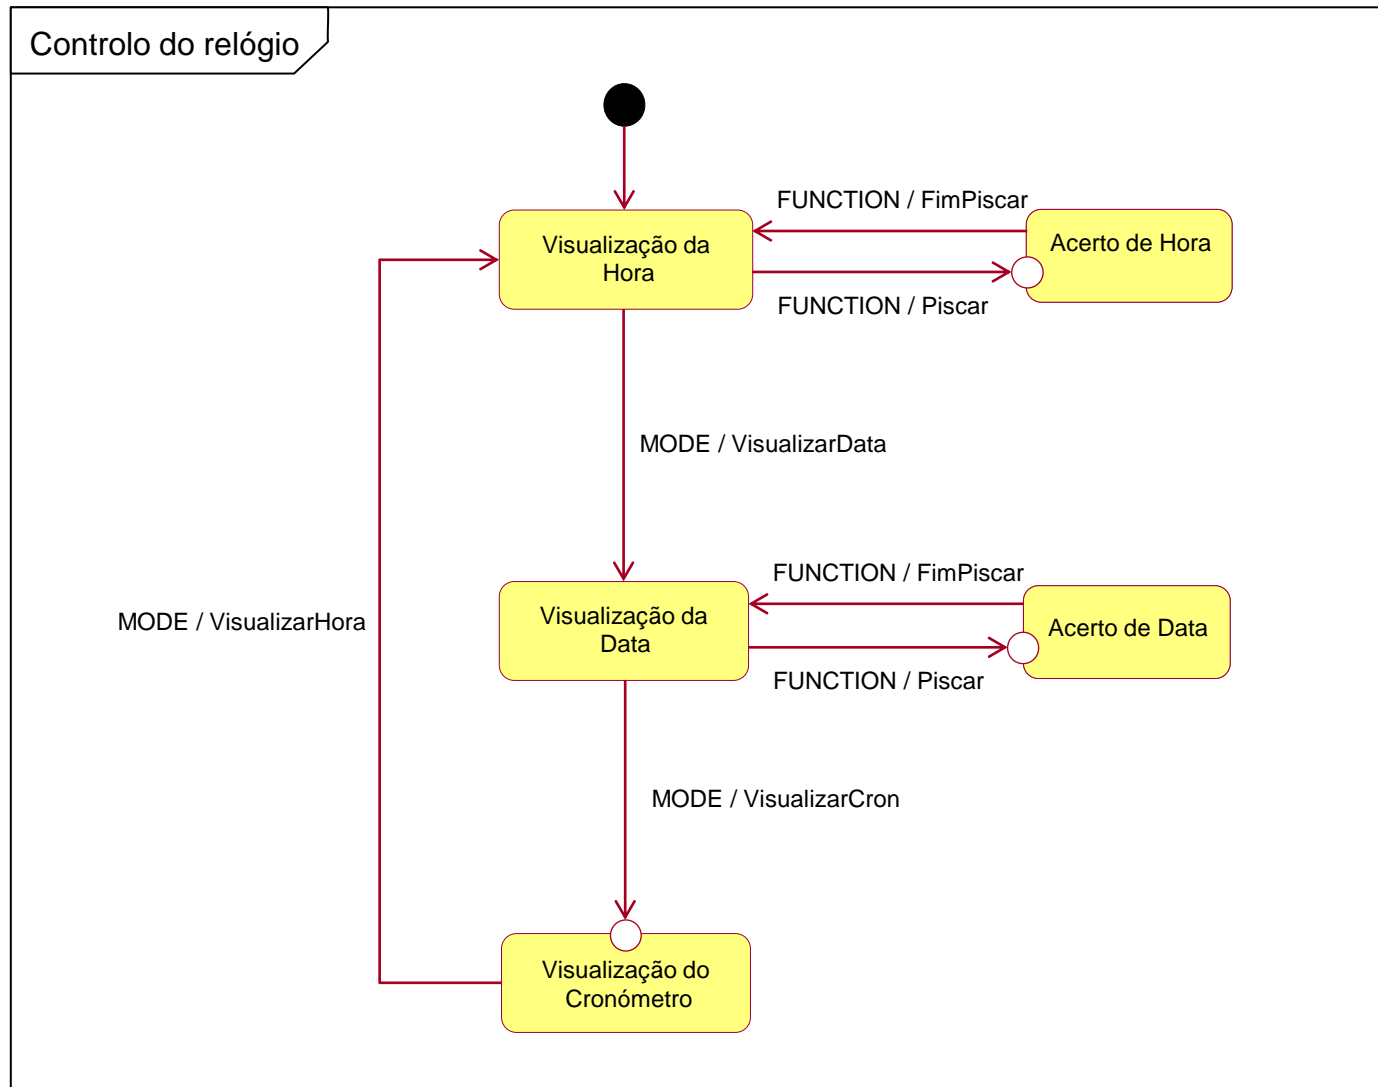 Controlo do relógio
FUNCTION / FimPiscar
Visualização da
Hora
Acerto de Hora
FUNCTION / Piscar
MODE / VisualizarData
FUNCTION / FimPiscar
Visualização da
Data
Acerto de Data
MODE / VisualizarHora
FUNCTION / Piscar
MODE / VisualizarCron
Visualização do
Cronómetro